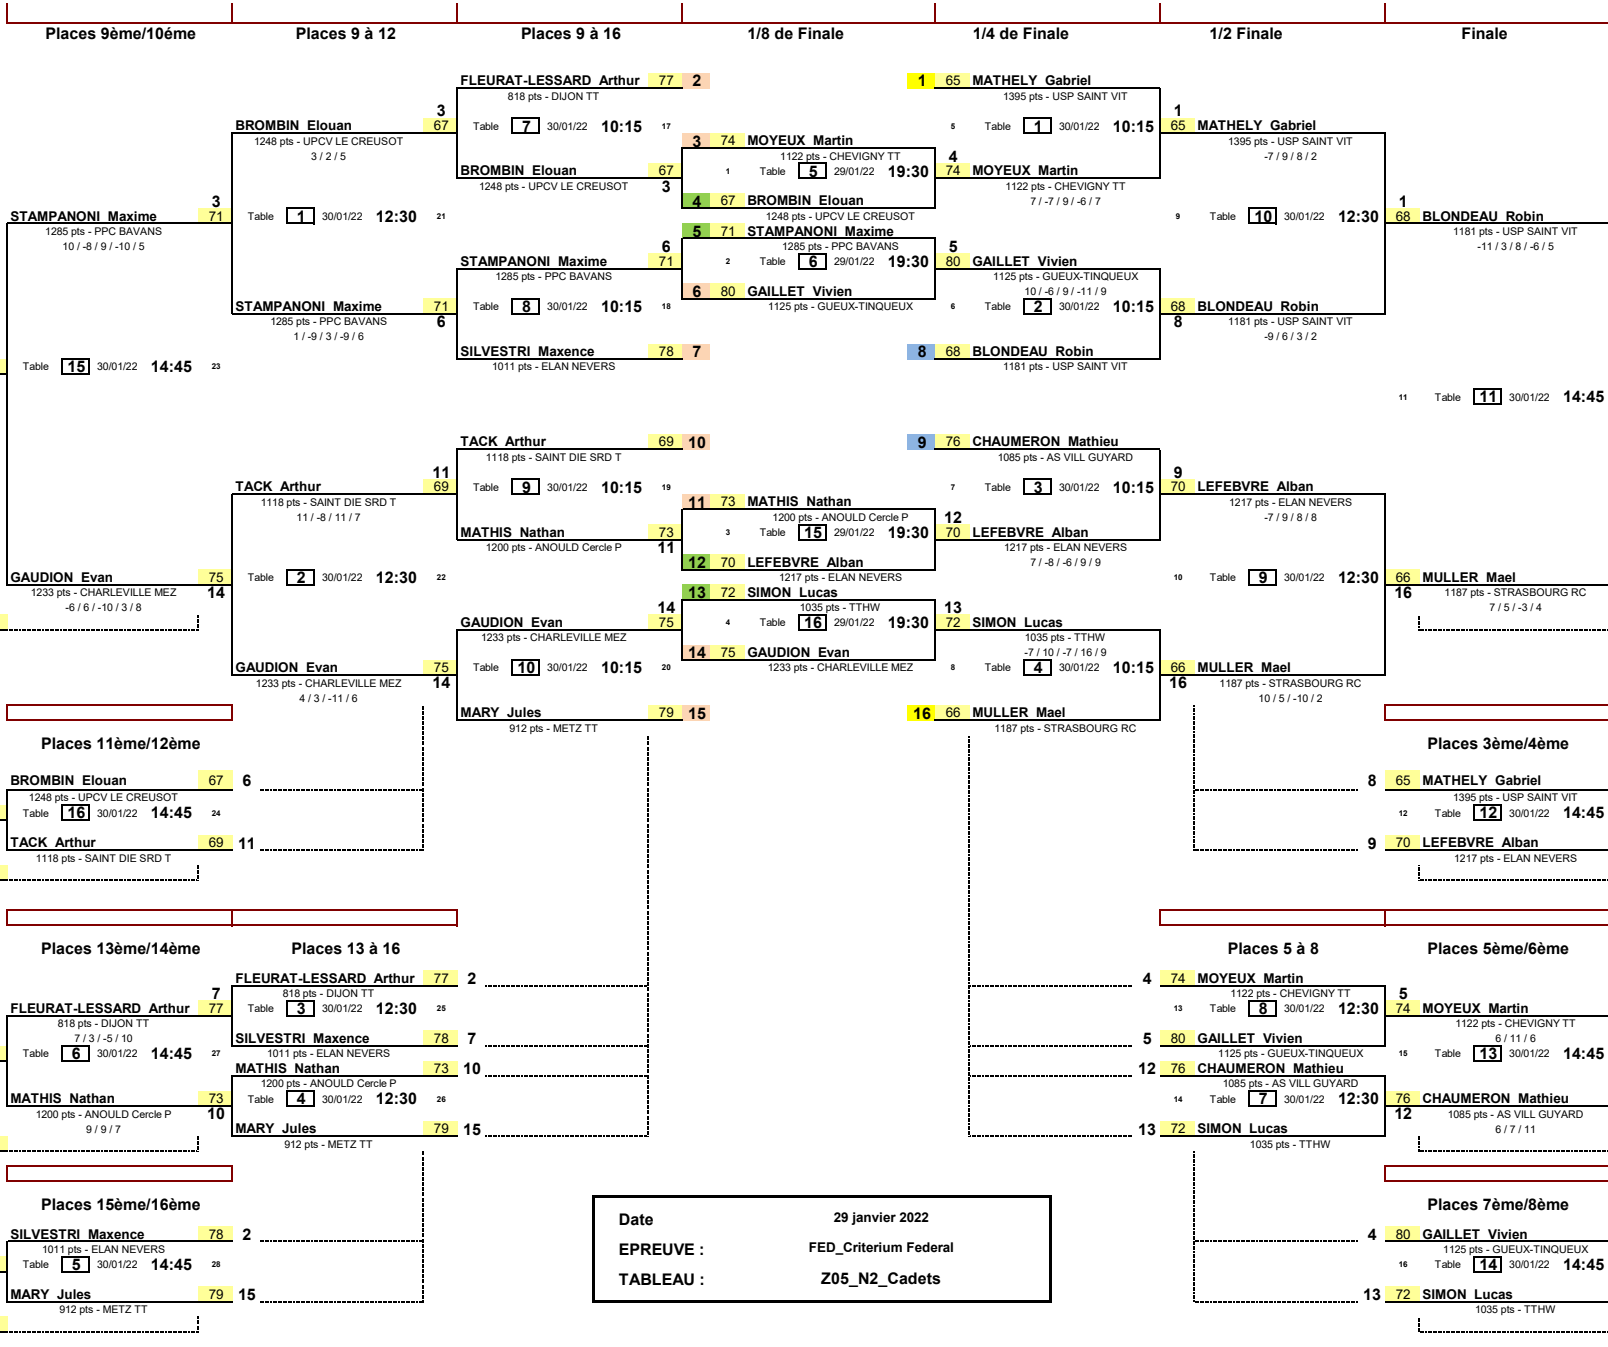 Places 9ème/10éme
Places 9 à 12
Places 9 à 16
1/8 de Finale
1/4 de Finale
1/2 Finale
Finale
FLEURAT-LESSARD Arthur 77 2
818 pts - DIJON TT
Table 7 30/01/22 10:15 17
BROMBIN Elouan 67
1248 pts - UPCV LE CREUSOT
3
3
BROMBIN Elouan 67
1248 pts - UPCV LE CREUSOT
3 / 2 / 5
3
STAMPANONI Maxime 71
1285 pts - PPC BAVANS
10 / -8 / 9 / -10 / 5
Table 1 30/01/22 12:30 21
6
STAMPANONI Maxime 71
1285 pts - PPC BAVANS
Table 8 30/01/22 10:15 18
STAMPANONI Maxime 71
1285 pts - PPC BAVANS
6
1 / -9 / 3 / -9 / 6
SILVESTRI Maxence 78 7
1011 pts - ELAN NEVERS
Table 15 30/01/22 14:45 23
TACK Arthur 69 10
1118 pts - SAINT DIE SRD T
11
TACK Arthur 69
1118 pts - SAINT DIE SRD T
11 / -8 / 11 / 7
Table 9 30/01/22 10:15 19
MATHIS Nathan 73
1200 pts - ANOULD Cercle P
11
GAUDION Evan 75
1233 pts - CHARLEVILLE MEZ
14
-6 / 6 / -10 / 3 / 8
Table 2 30/01/22 12:30 22
14
GAUDION Evan 75
1233 pts - CHARLEVILLE MEZ
Table 10 30/01/22 10:15 20
GAUDION Evan 75
1233 pts - CHARLEVILLE MEZ
14
4 / 3 / -11 / 6
MARY Jules 79 15
912 pts - METZ TT
3 74 MOYEUX Martin
1122 pts - CHEVIGNY TT
1 Table 5 29/01/22 19:30
4 67 BROMBIN Elouan
1248 pts - UPCV LE CREUSOT
5 71 STAMPANONI Maxime
1285 pts - PPC BAVANS
2 Table 6 29/01/22 19:30
6 80 GAILLET Vivien
1125 pts - GUEUX-TINQUEUX
11 73 MATHIS Nathan
1200 pts - ANOULD Cercle P
3 Table 15 29/01/22 19:30
12 70 LEFEBVRE Alban
1217 pts - ELAN NEVERS
13 72 SIMON Lucas
1035 pts - TTHW
4 Table 16 29/01/22 19:30
14 75 GAUDION Evan
1233 pts - CHARLEVILLE MEZ
1 65 MATHELY Gabriel
1395 pts - USP SAINT VIT
5 Table 1 30/01/22 10:15
4
74 MOYEUX Martin
1122 pts - CHEVIGNY TT
7 / -7 / 9 / -6 / 7
5
80 GAILLET Vivien
1125 pts - GUEUX-TINQUEUX
10 / -6 / 9 / -11 / 9
6 Table 2 30/01/22 10:15
8 68 BLONDEAU Robin
1181 pts - USP SAINT VIT
9 76 CHAUMERON Mathieu
1085 pts - AS VILL GUYARD
7 Table 3 30/01/22 10:15
12
70 LEFEBVRE Alban
1217 pts - ELAN NEVERS
7 / -8 / -6 / 9 / 9
13
72 SIMON Lucas
1035 pts - TTHW
-7 / 10 / -7 / 16 / 9
8 Table 4 30/01/22 10:15
16 66 MULLER Mael
1187 pts - STRASBOURG RC
1
65 MATHELY Gabriel
1395 pts - USP SAINT VIT
-7 / 9 / 8 / 2
9 Table 10 30/01/22 12:30
68 BLONDEAU Robin
8
1181 pts - USP SAINT VIT
-9 / 6 / 3 / 2
9
70 LEFEBVRE Alban
1217 pts - ELAN NEVERS
-7 / 9 / 8 / 8
10 Table 9 30/01/22 12:30
66 MULLER Mael
16
1187 pts - STRASBOURG RC
10 / 5 / -10 / 2
1
68 BLONDEAU Robin
1181 pts - USP SAINT VIT
-11 / 3 / 8 / -6 / 5
11 Table 11 30/01/22 14:45
66 MULLER Mael
16
1187 pts - STRASBOURG RC
7 / 5 / -3 / 4
Places 11ème/12ème
BROMBIN Elouan 67 6
1248 pts - UPCV LE CREUSOT
Table 16 30/01/22 14:45 24
TACK Arthur 69 11
1118 pts - SAINT DIE SRD T
Places 3ème/4ème
8 65 MATHELY Gabriel
1395 pts - USP SAINT VIT
12 Table 12 30/01/22 14:45
9 70 LEFEBVRE Alban
1217 pts - ELAN NEVERS
Places 13ème/14ème
Places 13 à 16
FLEURAT-LESSARD Arthur 77 2
818 pts - DIJON TT
Table 3 30/01/22 12:30 25
SILVESTRI Maxence 78 7
1011 pts - ELAN NEVERS
MATHIS Nathan 73 10
1200 pts - ANOULD Cercle P
Table 4 30/01/22 12:30 26
MARY Jules 79 15
912 pts - METZ TT
7
FLEURAT-LESSARD Arthur 77
818 pts - DIJON TT
7 / 3 / -5 / 10
Table 6 30/01/22 14:45 27
MATHIS Nathan 73
1200 pts - ANOULD Cercle P
10
9 / 9 / 7
Places 5 à 8
Places 5ème/6ème
4 74 MOYEUX Martin
1122 pts - CHEVIGNY TT
13 Table 8 30/01/22 12:30
5 80 GAILLET Vivien
1125 pts - GUEUX-TINQUEUX
12 76 CHAUMERON Mathieu
1085 pts - AS VILL GUYARD
14 Table 7 30/01/22 12:30
13 72 SIMON Lucas
1035 pts - TTHW
5
74 MOYEUX Martin
1122 pts - CHEVIGNY TT
6 / 11 / 6
15 Table 13 30/01/22 14:45
76 CHAUMERON Mathieu
12
1085 pts - AS VILL GUYARD
6 / 7 / 11
Places 15ème/16ème
SILVESTRI Maxence 78 2
1011 pts - ELAN NEVERS
Table 5 30/01/22 14:45 28
MARY Jules 79 15
912 pts - METZ TT
Date 29 janvier 2022
EPREUVE : FED_Criterium Federal
TABLEAU : Z05_N2_Cadets
Places 7ème/8ème
4 80 GAILLET Vivien
1125 pts - GUEUX-TINQUEUX
16 Table 14 30/01/22 14:45
13 72 SIMON Lucas
1035 pts - TTHW